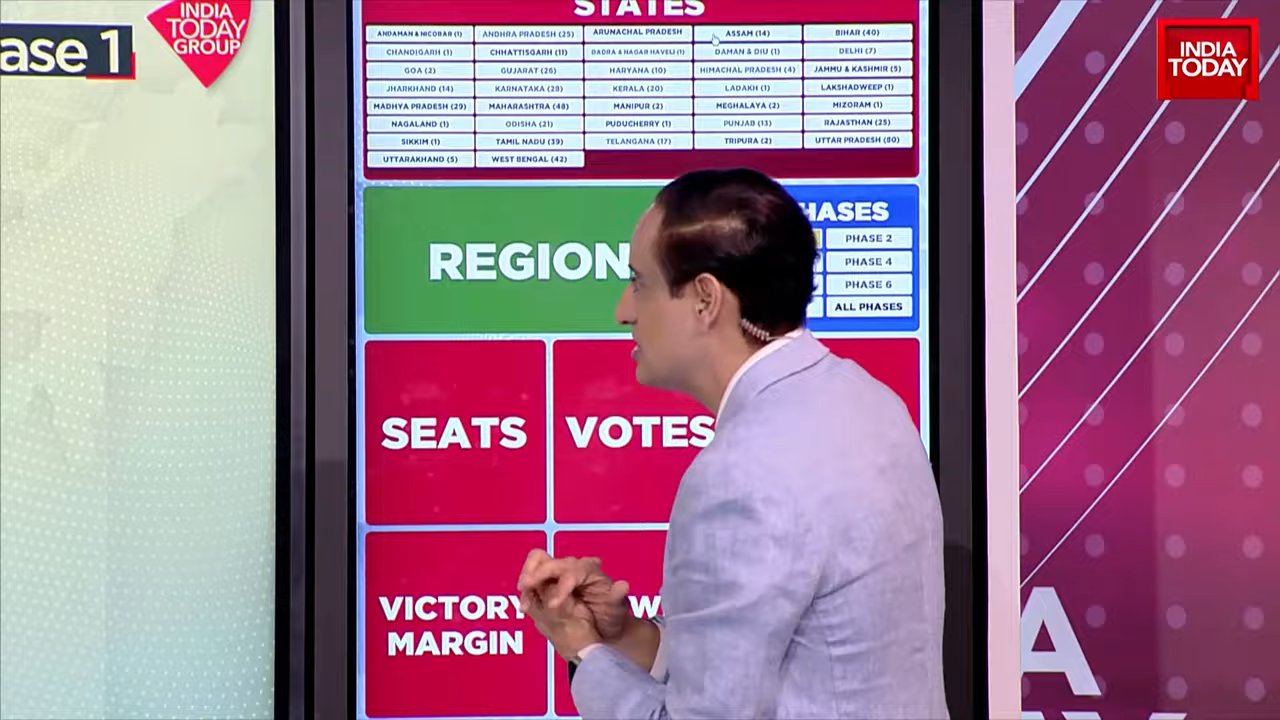 ase 1
INDIA
TODAY
GROUP
STATES
ANDAMAN & NICOBAR (1)
ANDHRA PRADESH (25)
ARUNACHAL PRADESH
ASSAM (14)
BIHAR (40)
CHANDIGARH (1)
CHHATTISGARH (11)
DADRA & NAGAR HAVELI (1)
DAMAN & DIU (1)
DELHI (7)
GOA (2)
GUJARAT (26)
HARYANA (10)
HIMACHAL PRADESH (4)
JAMMU & KASHMIR (5)
JHARKHAND (14)
KARNATAKA (28)
KERALA (20)
LADAKH (1)
LAKSHADWEEP (1)
MADHYA PRADESH (29)
MAHARASHTRA (48)
MANIPUR (2)
MEGHALAYA (2)
MIZORAM (1)
NAGALAND (1)
ODISHA (21)
PUDUCHERRY (1)
PUNJAB (13)
RAJASTHAN (25)
SIKKIM (1)
TAMIL NADU (39)
TELANGANA (17)
TRIPURA (2)
UTTAR PRADESH (80)
UTTARAKHAND (5)
WEST BENGAL (42)
REGION
HASES
PHASE 2
PHASE 4
PHASE 6
ALL PHASES
SEATS
VOTES
VICTORY
MARGIN
W
INDIA
TODAY
A